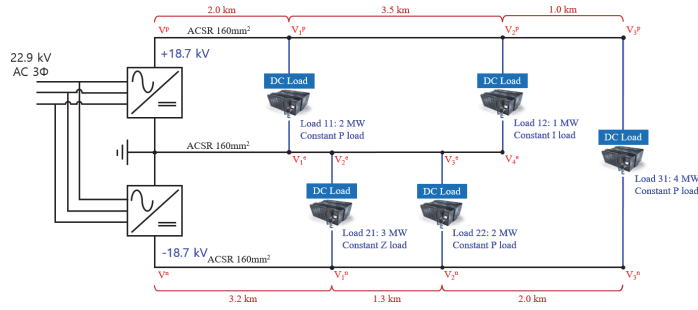 2.0 km
3.5 km
1.0 km
Vᵖ
ACSR 160mm²
V₁ᵖ
V₂ᵖ
V₃ᵖ
22.9 kV
AC 3Φ
+18.7 kV
DC Load
DC Load
Load 11: 2 MW
Constant P load
Load 12: 1 MW
Constant I load
DC Load
ACSR 160mm²
V₁ᵉ
V₂ᵉ
V₃ᵉ
V₄ᵉ
Load 31: 4 MW
Constant P load
DC Load
DC Load
Load 21: 3 MW
Constant Z load
Load 22: 2 MW
Constant P load
-18.7 kV
ACSR 160mm²
Vⁿ
V₁ⁿ
V₂ⁿ
V₃ⁿ
3.2 km
1.3 km
2.0 km